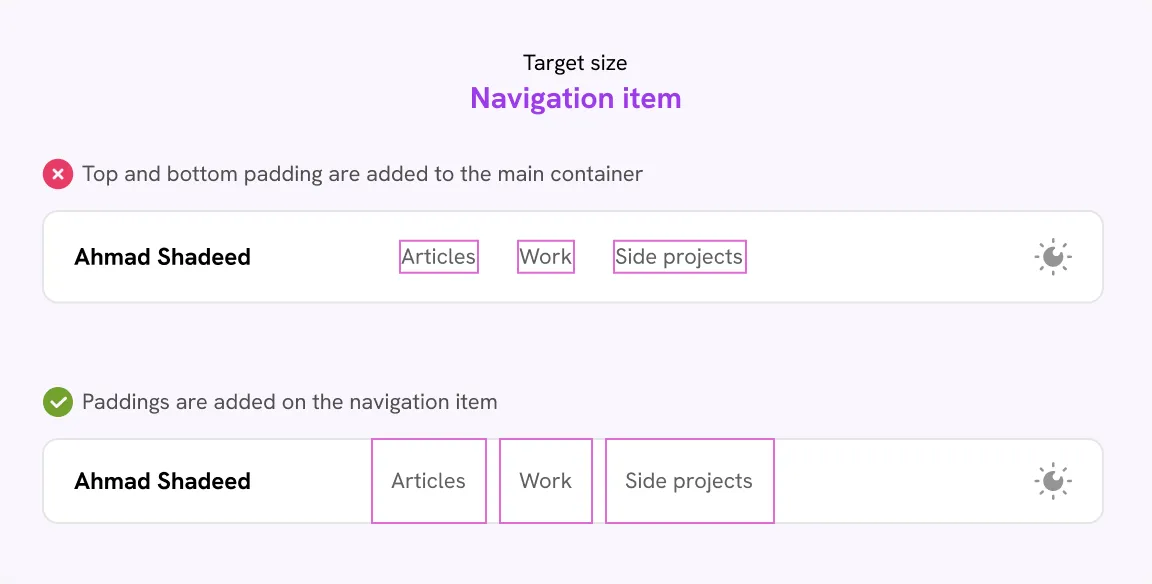 Target size
Navigation item
Top and bottom padding are added to the main container
Ahmad Shadeed Articles Work Side projects
Paddings are added on the navigation item
Ahmad Shadeed Articles Work Side projects